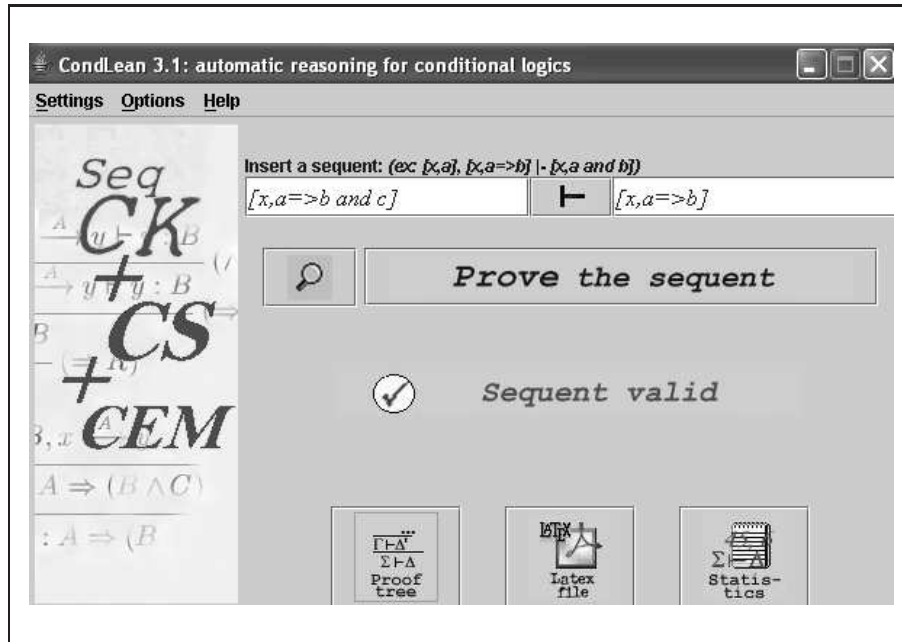 CondLean 3.1: automatic reasoning for conditional logics
Settings Options Help
Seq
CK
+
CS
+
CEM
A ⇒ (B ∧ C)
: A ⇒ (B
Insert a sequent: (ex: [x,a], [x,a=>b] |- [x,a and b])
[x,a=>b and c] ⊢ [x,a=>b]
Prove the sequent
Sequent valid
Γ⊢Δ
Σ⊢Δ
Proof tree
LATEX
Latex file
Σ⊢Δ
Statis-
tics